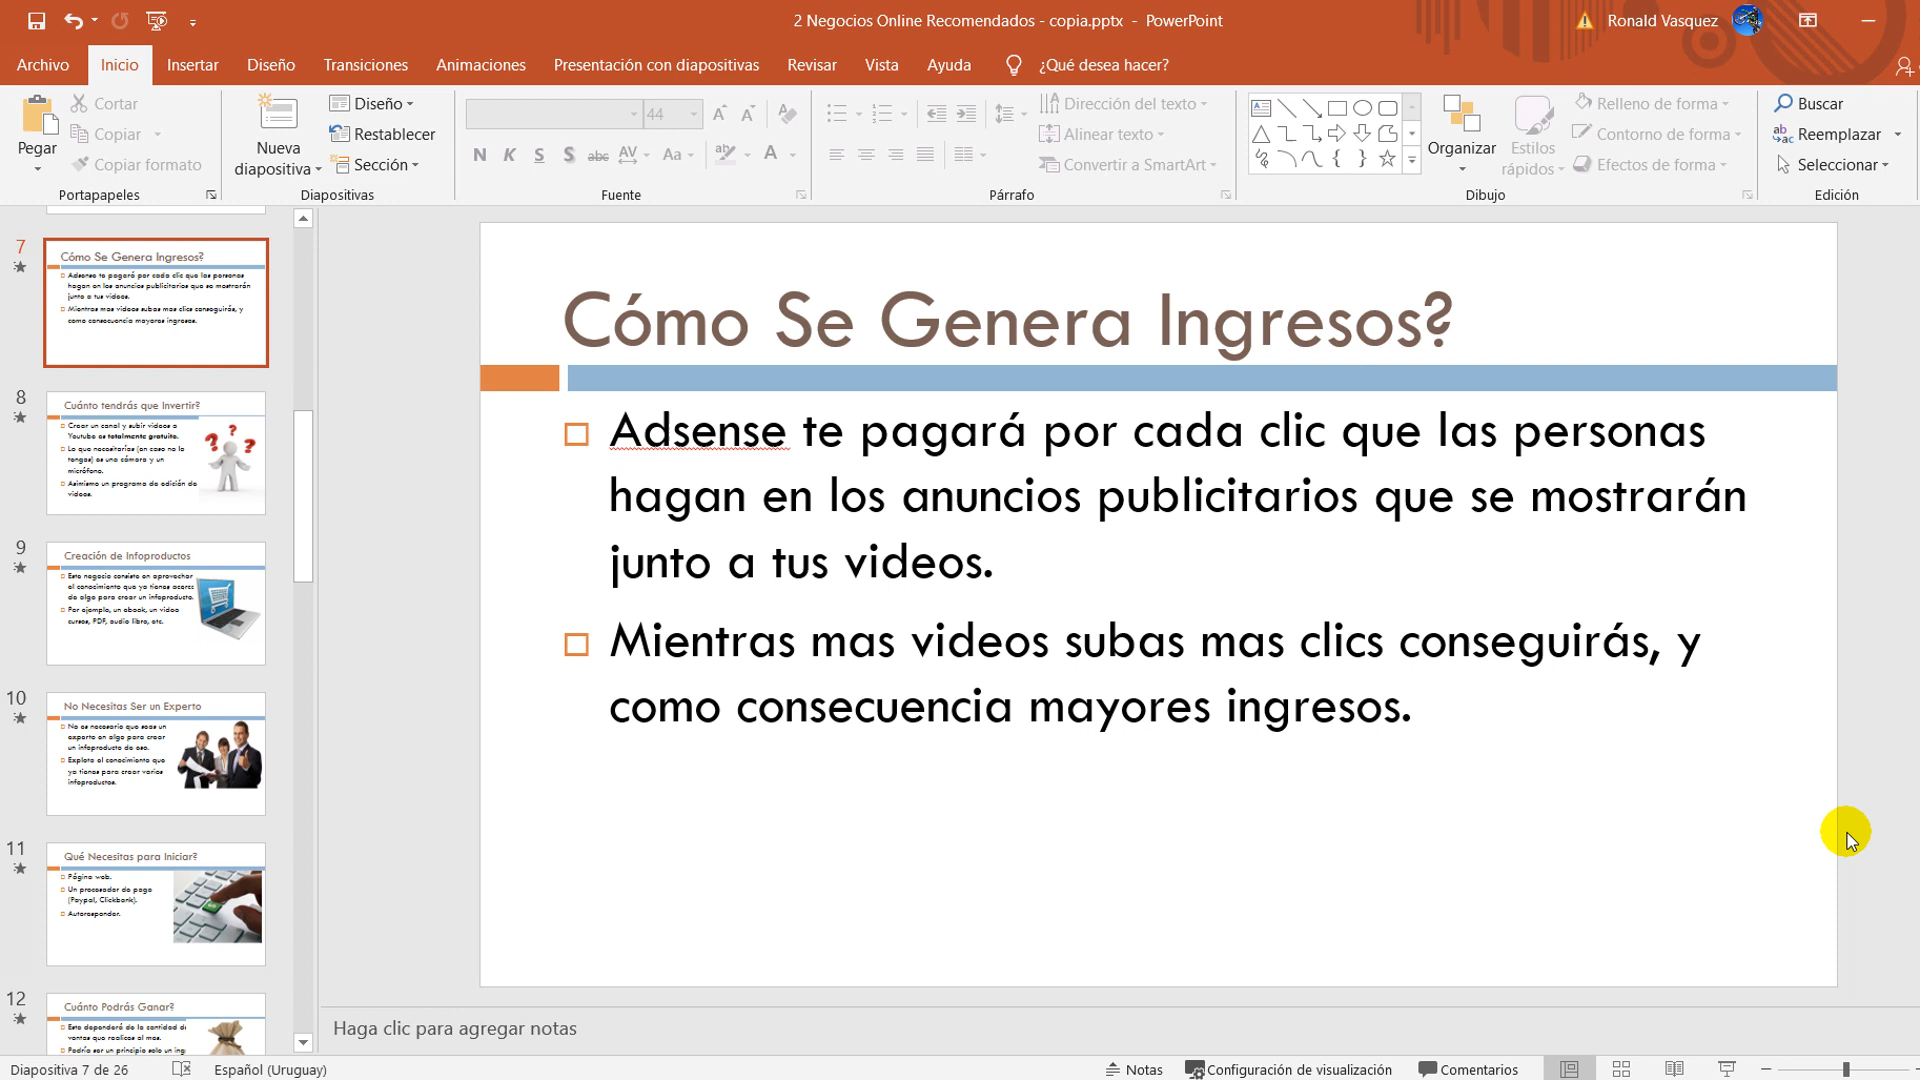 2 Negocios Online Recomendados - copia.pptx - PowerPoint
Ronald Vasquez
Archivo Inicio Insertar Diseño Transiciones Animaciones Presentación con diapositivas Revisar Vista Ayuda ¿Qué desea hacer?
Pegar
Cortar
Copiar
Copiar formato
Portapapeles
Nueva diapositiva
Diseño
Restablecer
Sección
Diapositivas
44
N K S S abc AV Aa A
Fuente
Dirección del texto
Alinear texto
Convertir a SmartArt
Párrafo
Organizar
Estilos rápidos
Relleno de forma
Contorno de forma
Efectos de forma
Dibujo
Buscar
Reemplazar
Seleccionar
Edición
7
Cómo Se Genera Ingresos?
Adsense te pagará por cada clic que las personas
hagan en los anuncios publicitarios que se mostrarán
junto a tus videos.
Mientras mas videos subas mas clics conseguirás, y
como consecuencia mayores ingresos.
8
Cuánto tendrás que Invertir?
Crear un canal y subir videos a
Youtube es totalmente gratuito.
Lo que necesitarías (en caso no lo
tengas) es una cámara y un
micrófono.
Asimismo un programa de edición de
videos.
9
Creación de Infoproductos
Este negocio consiste en aprovechar
el conocimiento que ya tienes acerca
de algo para crear un infoproducto.
Por ejemplo, un ebook, un video
cursos, PDF, audio libro, etc.
10
No Necesitas Ser un Experto
No es necesario que seas un
experto en algo para crear
un infoproducto de eso.
Explota el conocimiento que
ya tienes para crear varios
infoproductos.
11
Qué Necesitas para Iniciar?
Página web.
Un procesador de pago
(Paypal, Clickbank).
Autoresponder.
12
Cuánto Podrás Ganar?
Esto dependerá de la cantidad de
ventas que realices al mes.
Podría ser un principio solo un ing
Cómo Se Genera Ingresos?
Adsense te pagará por cada clic que las personas
hagan en los anuncios publicitarios que se mostrarán
junto a tus videos.
Mientras mas videos subas mas clics conseguirás, y
como consecuencia mayores ingresos.
Haga clic para agregar notas
Diapositiva 7 de 26 Español (Uruguay) Notas Configuración de visualización Comentarios